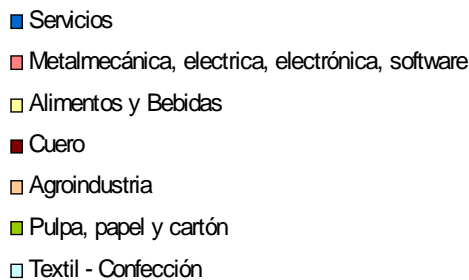 Servicios
Metalmecánica, electrica, electrónica, software
Alimentos y Bebidas
Cuero
Agroindustria
Pulpa, papel y cartón
Textil - Confección